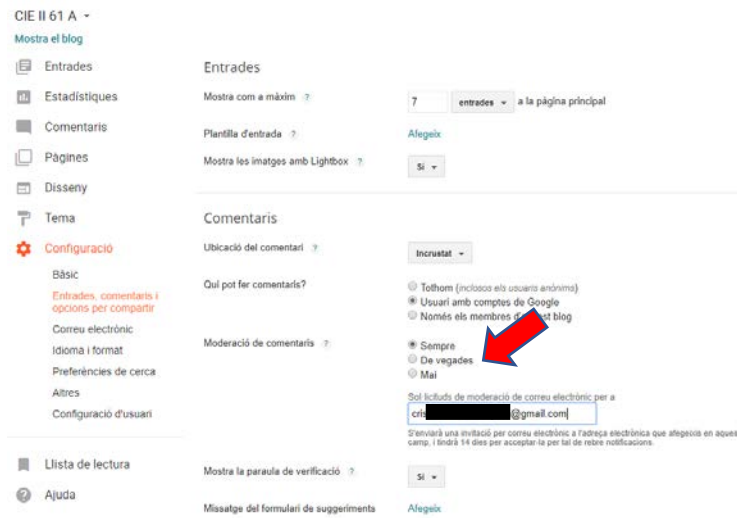 CIE II 61 A
Mostra el blog
Entrades
Estadístiques
Comentaris
Pàgines
Disseny
Tema
Configuració
Bàsic
Entrades, comentaris i
opcions per compartir
Correu electrònic
Idioma i format
Preferències de cerca
Altres
Configuració d'usuari
Llista de lectura
Ajuda
Entrades
Mostra com a màxim ? 7 entrades a la pàgina principal
Plantilla d'entrada ? Afegeix
Mostra les imatges amb Lightbox ? Sí
Comentaris
Ubicació del comentari ? Incrustat
Qui pot fer comentaris?
Tothom (inclosos els usuaris anònims)
Usuari amb comptes de Google
Només els membres d'aquest blog
Moderació de comentaris ?
Sempre
De vegades
Mai
Sol·licituds de moderació de correu electrònic per a
cris @gmail.com
S'enviarà una invitació per correu electrònic a l'adreça electrònica que afegeixis en aques
camp, i tindrà 14 dies per acceptar-la per tal de rebre notificacions.
Mostra la paraula de verificació ? Sí
Missatge del formulari de suggeriments Afegeix